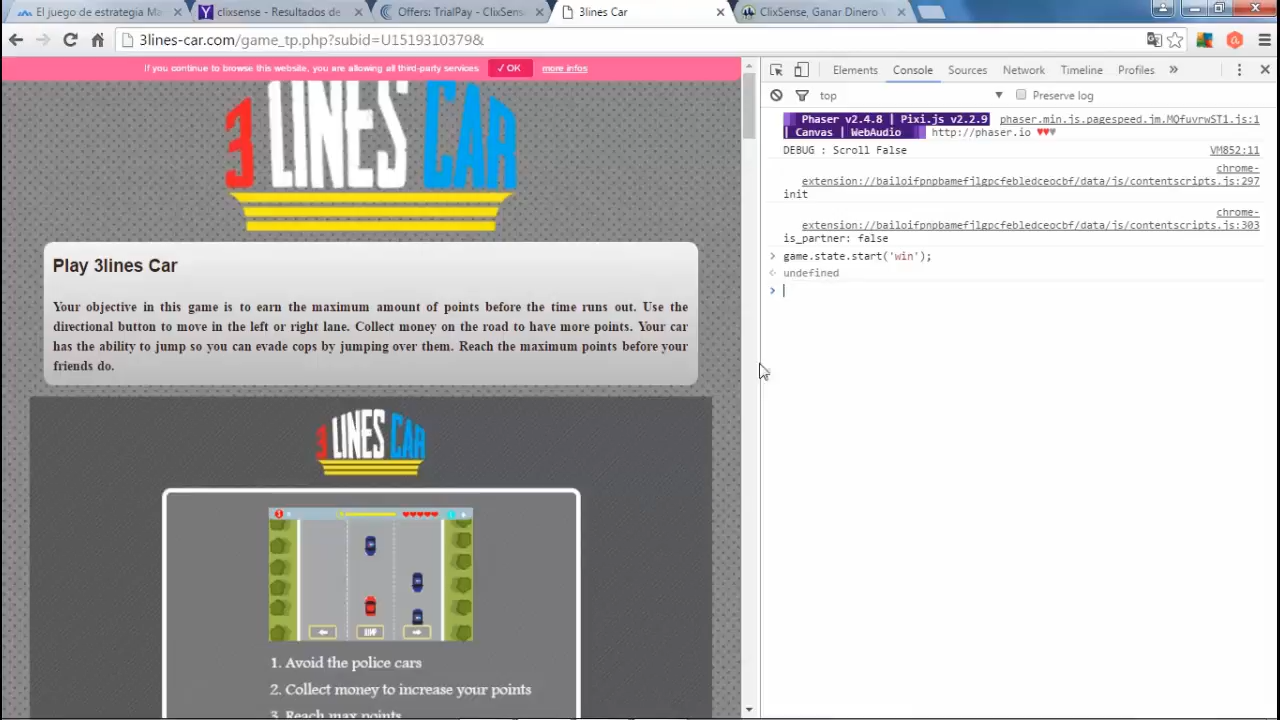 El juego de estrategia Ma
clixsense - Resultados de
Offers: TrialPay - ClixSens
3lines Car
ClixSense, Ganar Dinero V
3lines-car.com/game_tp.php?subid=U1519310379&
If you continue to browse this website, you are allowing all third-party services
✓ OK
more infos
3 LINES CAR
Play 3lines Car
Your objective in this game is to earn the maximum amount of points before the time runs out. Use the
directional button to move in the left or right lane. Collect money on the road to have more points. Your car
has the ability to jump so you can evade cops by jumping over them. Reach the maximum points before your
friends do.
3 LINES CAR
JUMP
1. Avoid the police cars
2. Collect money to increase your points
3. Reach max points
Elements Console Sources Network Timeline Profiles »
top
Preserve log
Phaser v2.4.8 | Pixi.js v2.2.9 phaser.min.js.pagespeed.jm.MQfuvrwST1.js:1
| Canvas | WebAudio http://phaser.io ♥♥♥
DEBUG : Scroll False VM852:11
chrome-
extension://bailoifpnpbamefjlgpcfebledceocbf/data/js/contentscripts.js:297
init
chrome-
extension://bailoifpnpbamefjlgpcfebledceocbf/data/js/contentscripts.js:303
is_partner: false
> game.state.start('win');
< undefined
>